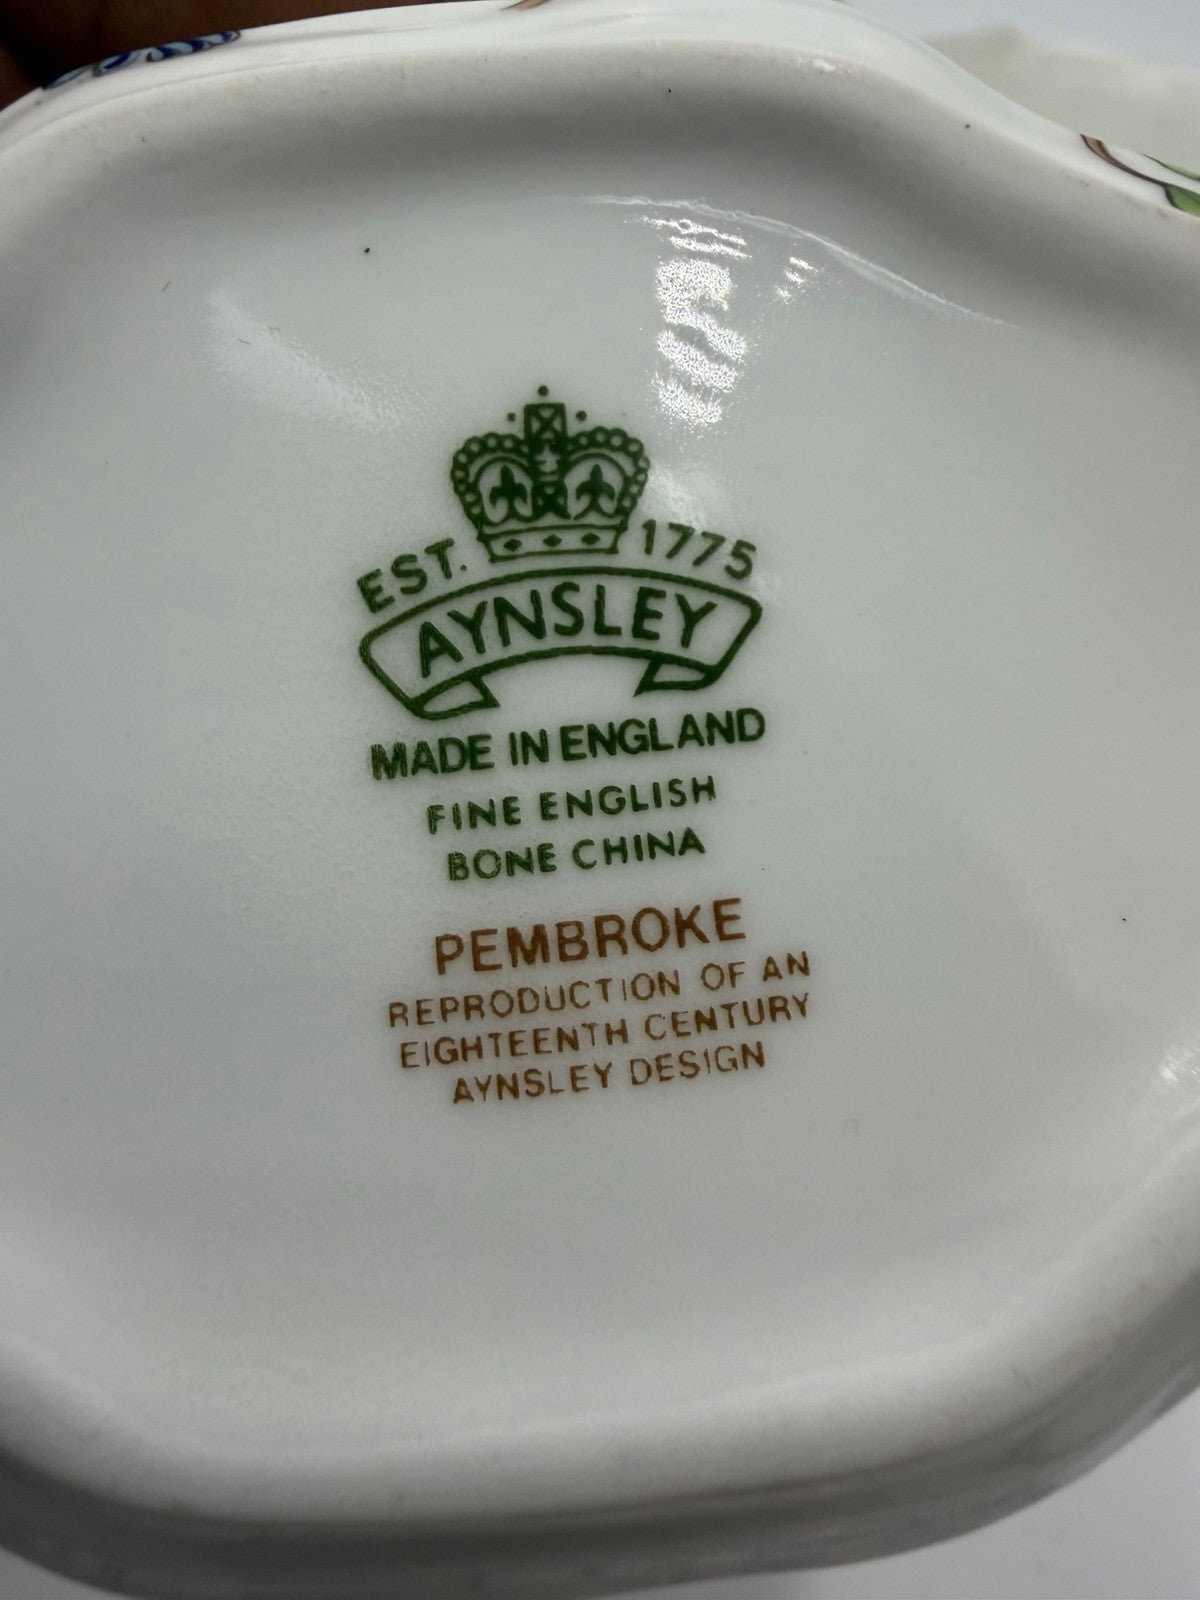 EST. 1775
AYNSLEY
MADE IN ENGLAND
FINE ENGLISH
BONE CHINA
PEMBROKE
REPRODUCTION OF AN
EIGHTEENTH CENTURY
AYNSLEY DESIGN